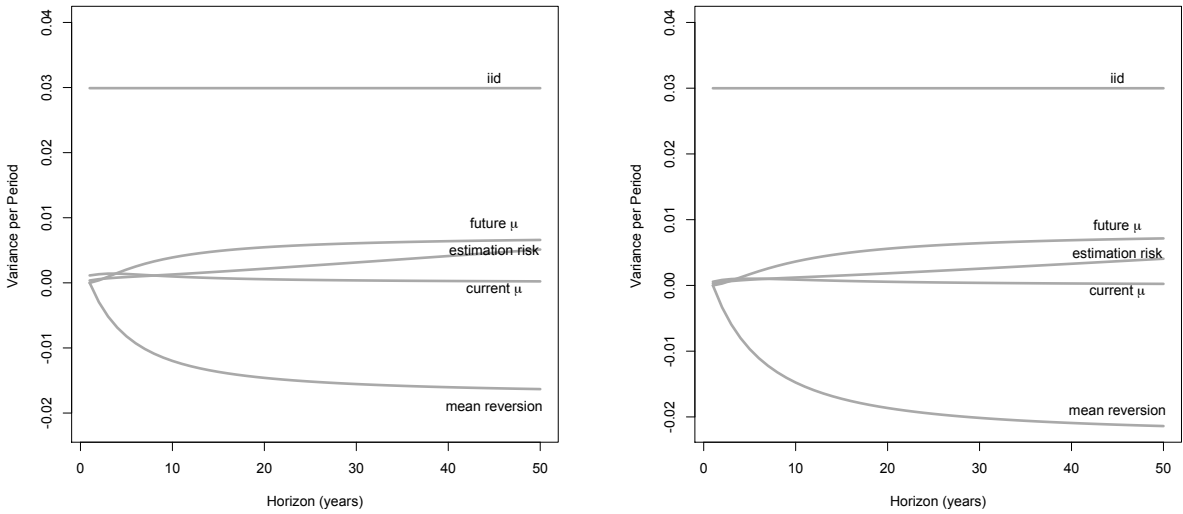 0.04
0.03
0.02
0.01
0.00
-0.01
-0.02
Variance per Period
iid
future μ
estimation risk
current μ
mean reversion
0 10 20 30 40 50
Horizon (years)
0.04
0.03
0.02
0.01
0.00
-0.01
-0.02
Variance per Period
iid
future μ
estimation risk
current μ
mean reversion
0 10 20 30 40 50
Horizon (years)